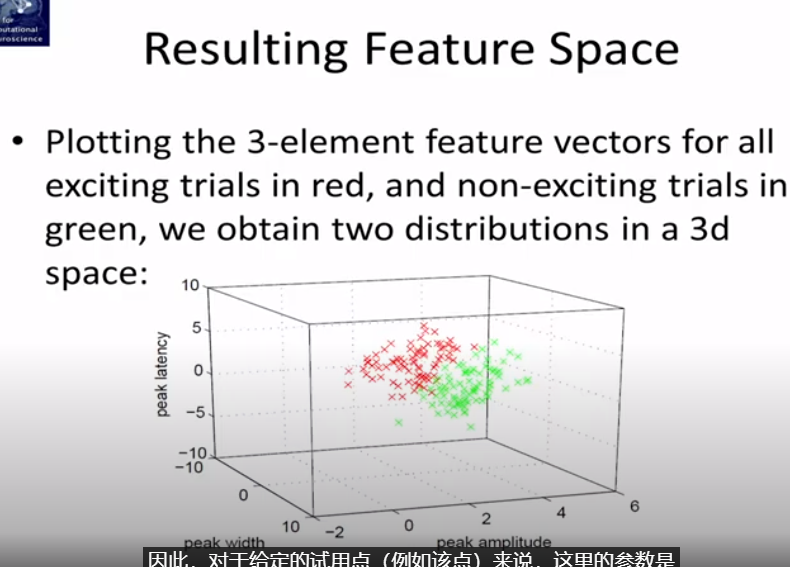 for
putational
roscience
Resulting Feature Space
• Plotting the 3-element feature vectors for all
exciting trials in red, and non-exciting trials in
green, we obtain two distributions in a 3d
space:
10
5
0
−5
−10
peak latency
−10
0
10
peak width
−2
0
2
4
6
peak amplitude
因此，对于给定的试用点（例如该点）来说，这里的参数是